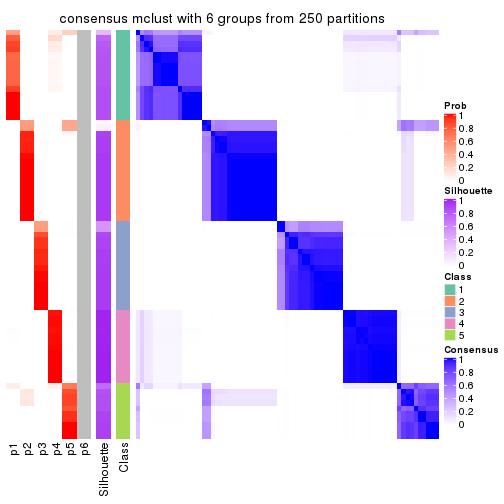 consensus mclust with 6 groups from 250 partitions
Prob
1
0.8
0.6
0.4
0.2
0
Silhouette
1
0.8
0.6
0.4
0.2
0
Class
1
2
3
4
5
Consensus
1
0.8
0.6
0.4
0.2
0
p1
p2
p3
p4
p5
p6
Silhouette
Class